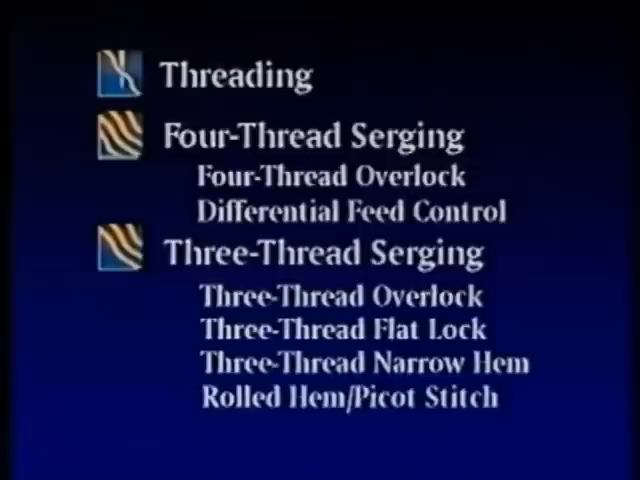 Threading
Four-Thread Serging
Four-Thread Overlock
Differential Feed Control
Three-Thread Serging
Three-Thread Overlock
Three-Thread Flat Lock
Three-Thread Narrow Hem
Rolled Hem/Picot Stitch